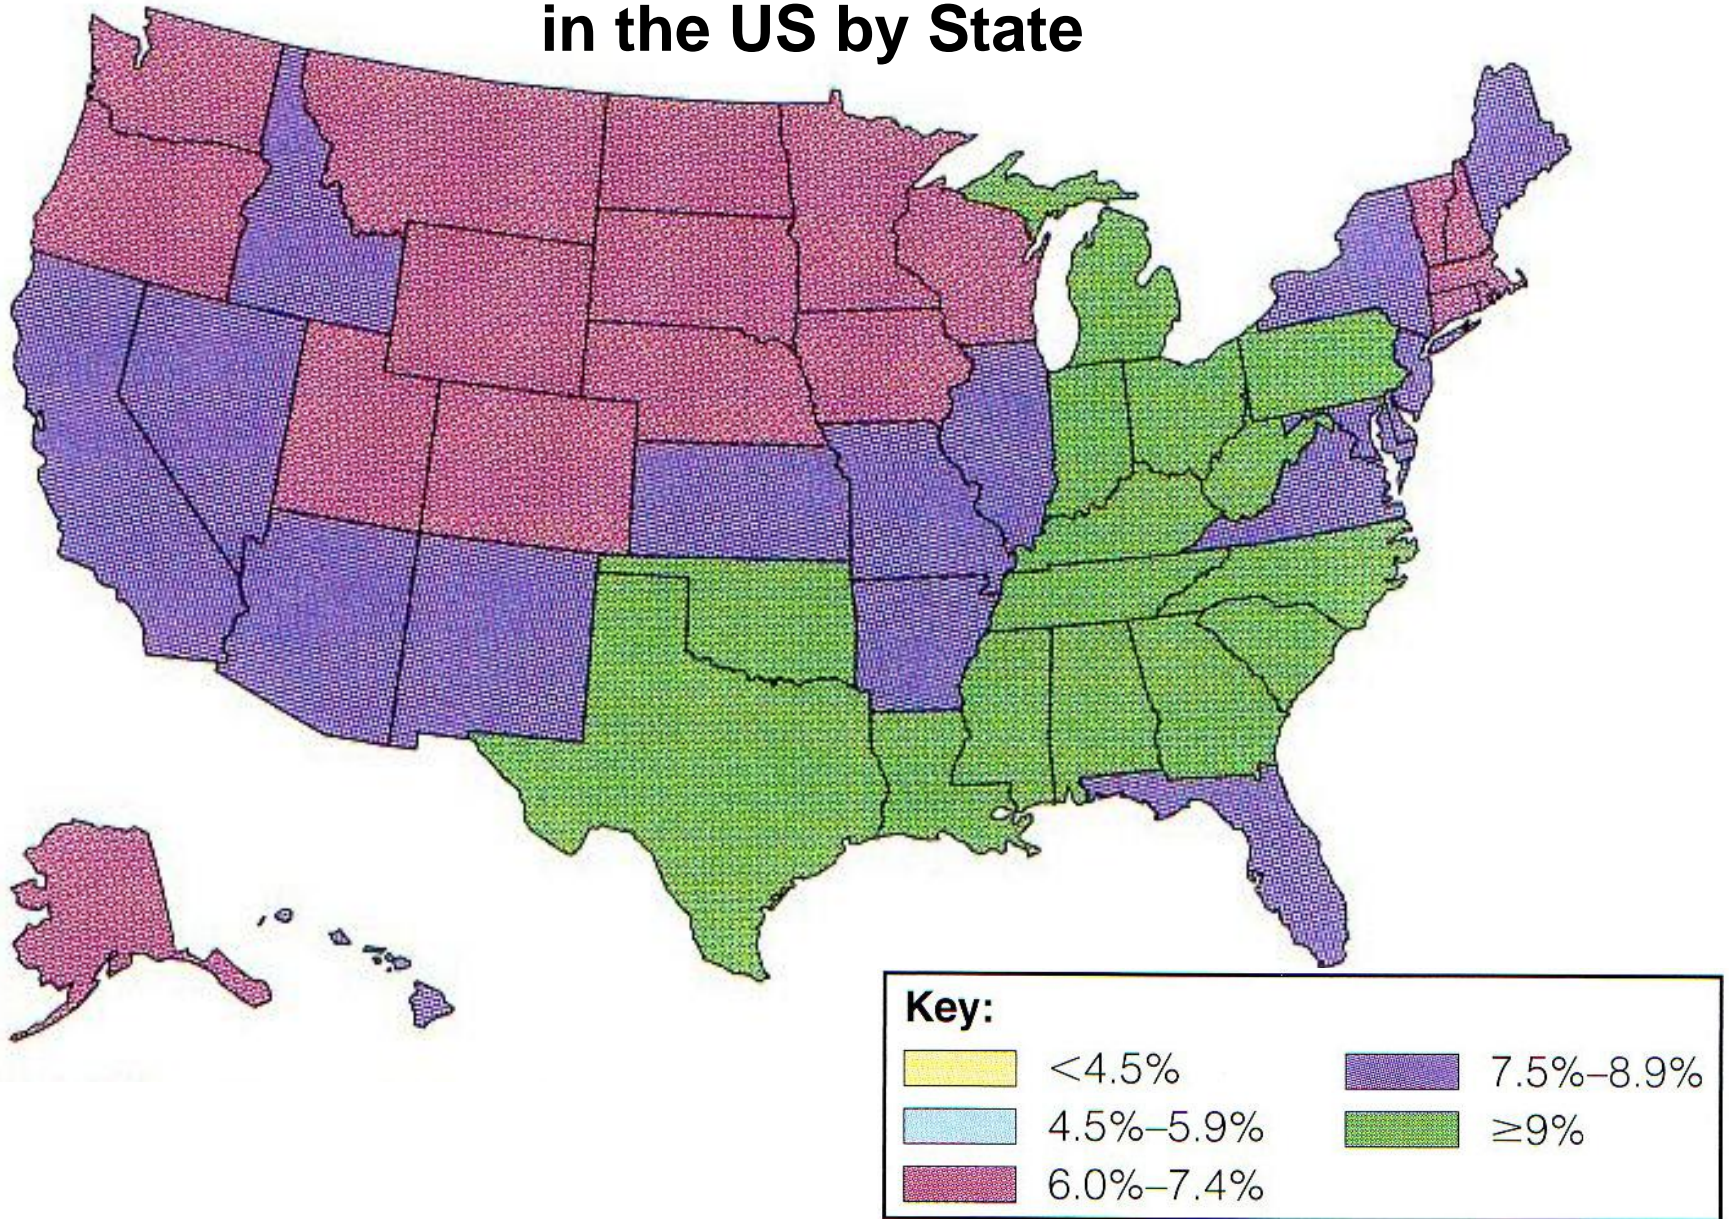 in the US by State
Key:
<4.5%
4.5%–5.9%
6.0%–7.4%
7.5%–8.9%
≥9%